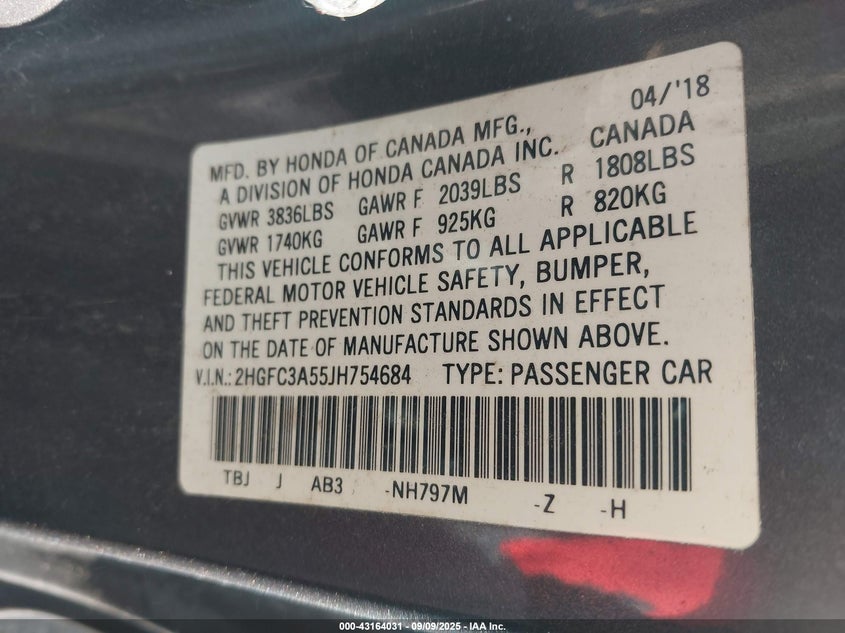 04/'18
MFD. BY HONDA OF CANADA MFG.,
A DIVISION OF HONDA CANADA INC. CANADA
GVWR 3836LBS GAWR F 2039LBS R 1808LBS
GVWR 1740KG GAWR F 925KG R 820KG
THIS VEHICLE CONFORMS TO ALL APPLICABLE
FEDERAL MOTOR VEHICLE SAFETY, BUMPER,
AND THEFT PREVENTION STANDARDS IN EFFECT
ON THE DATE OF MANUFACTURE SHOWN ABOVE.
V.I.N.: 2HGFC3A55JH754684 TYPE: PASSENGER CAR
TBJ J AB3 -NH797M -Z -H
000-43164031 - 09/09/2025 - IAA Inc.